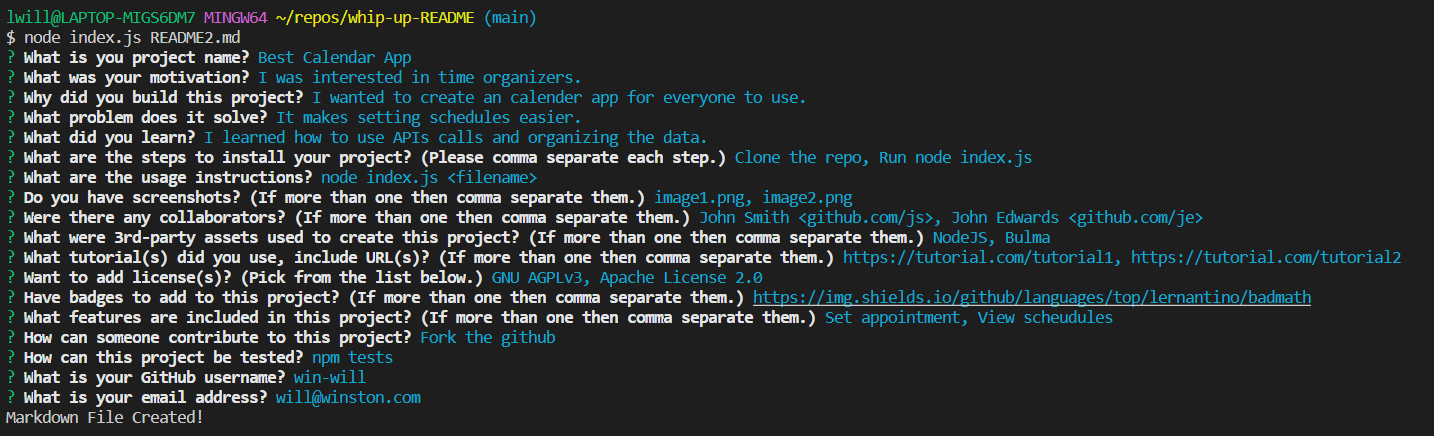 lwill@LAPTOP-MIGS6DM7 MINGW64 ~/repos/whip-up-README (main)
$ node index.js README2.md
? What is you project name? Best Calendar App
? What was your motivation? I was interested in time organizers.
? Why did you build this project? I wanted to create an calender app for everyone to use.
? What problem does it solve? It makes setting schedules easier.
? What did you learn? I learned how to use APIs calls and organizing the data.
? What are the steps to install your project? (Please comma separate each step.) Clone the repo, Run node index.js
? What are the usage instructions? node index.js <filename>
? Do you have screenshots? (If more than one then comma separate them.) image1.png, image2.png
? Were there any collaborators? (If more than one then comma separate them.) John Smith <github.com/js>, John Edwards <github.com/je>
? What were 3rd-party assets used to create this project? (If more than one then comma separate them.) NodeJS, Bulma
? What tutorial(s) did you use, include URL(s)? (If more than one then comma separate them.) https://tutorial.com/tutorial1, https://tutorial.com/tutorial2
? Want to add license(s)? (Pick from the list below.) GNU AGPLv3, Apache License 2.0
? Have badges to add to this project? (If more than one then comma separate them.) https://img.shields.io/github/languages/top/lernantino/badmath
? What features are included in this project? (If more than one then comma separate them.) Set appointment, View scheudules
? How can someone contribute to this project? Fork the github
? How can this project be tested? npm tests
? What is your GitHub username? win-will
? What is your email address? will@winston.com
Markdown File Created!